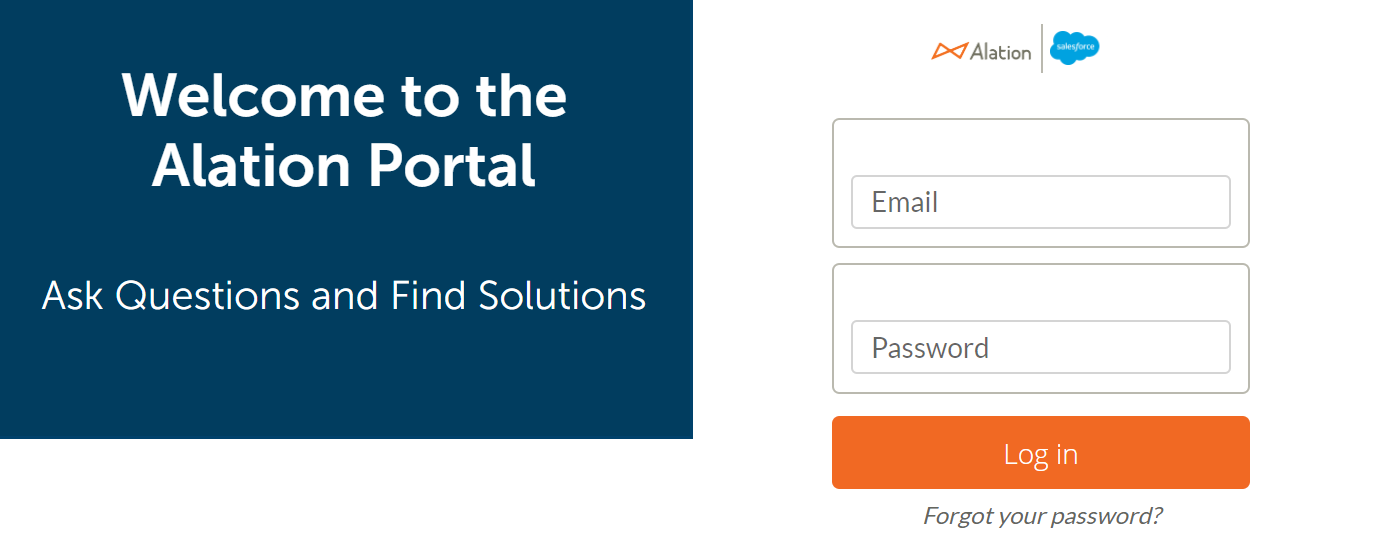 Welcome to the
Alation Portal
Ask Questions and Find Solutions
Alation
salesforce
Email
Password
Log in
Forgot your password?